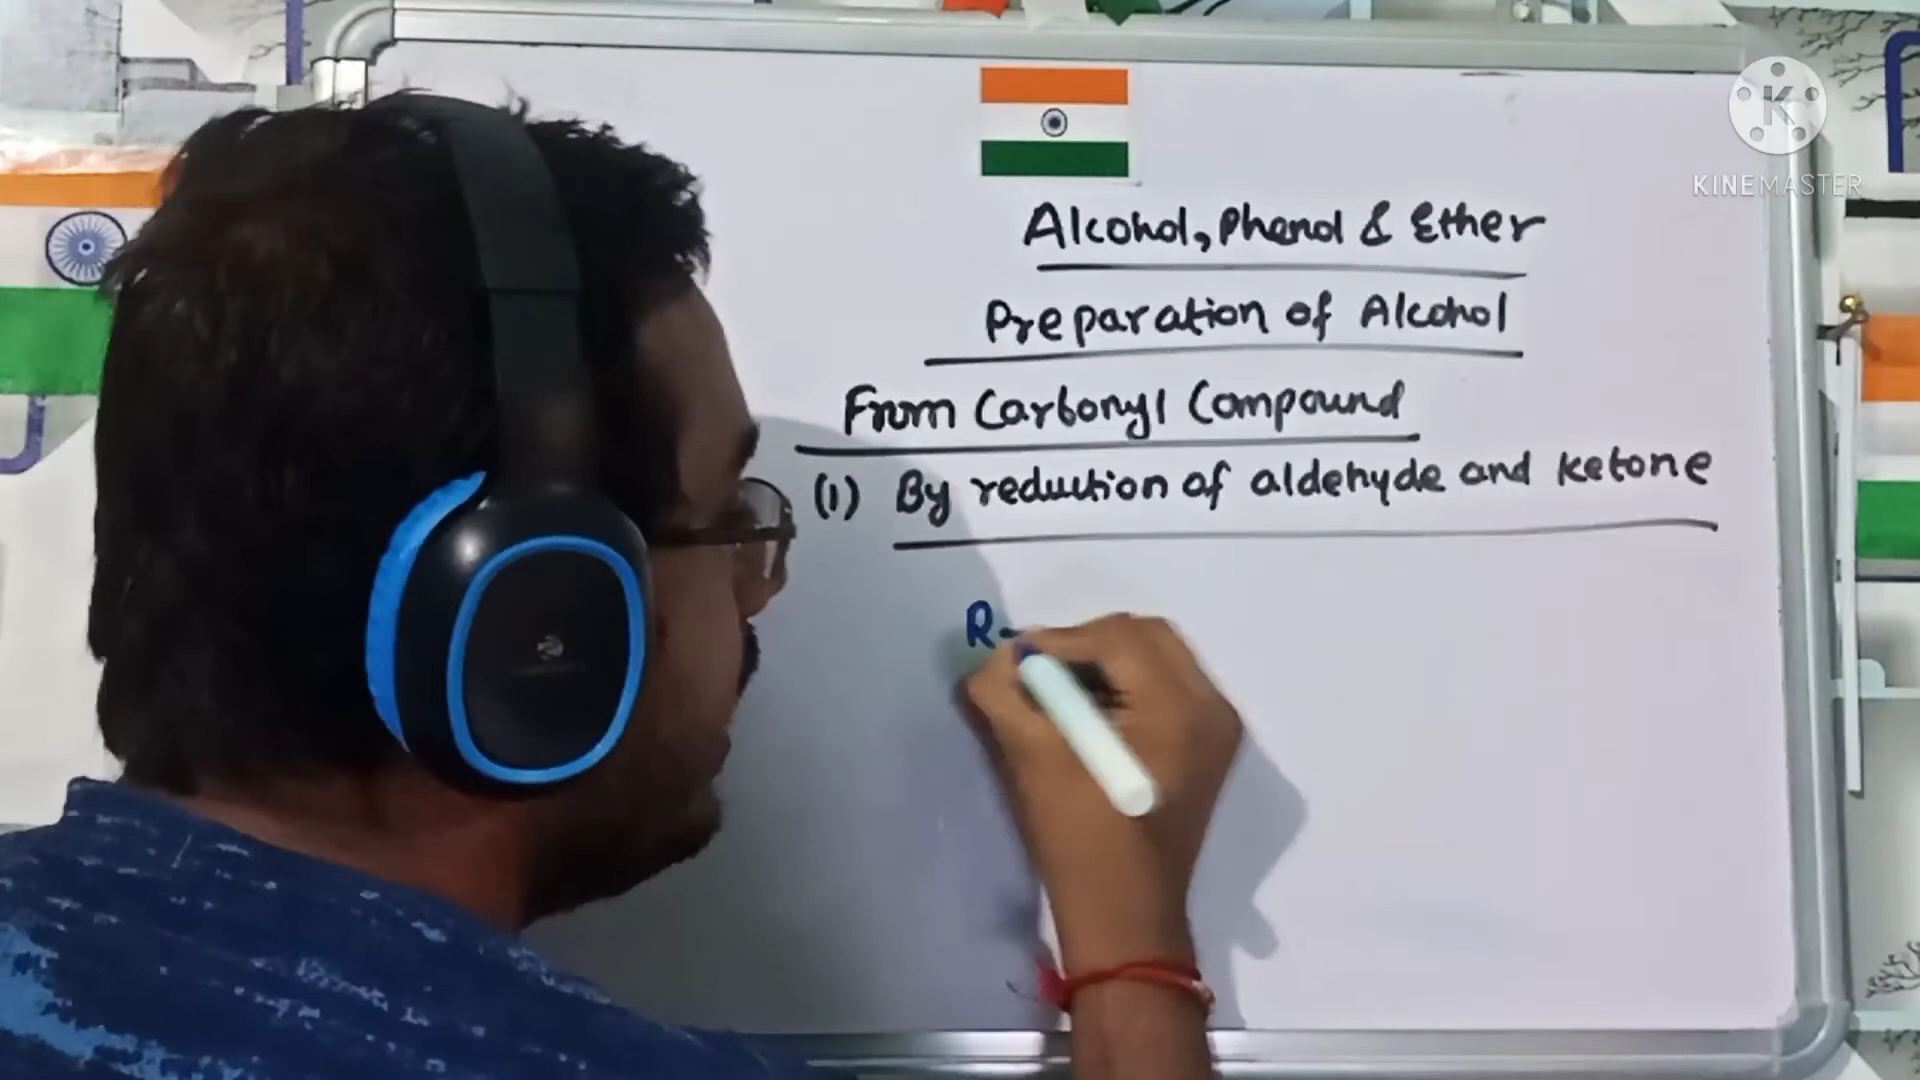 KINEMASTER
Alcohol, Phenol & Ether
Preparation of Alcohol
From Carbonyl Compound
(1) By reduction of aldehyde and ketone
R-